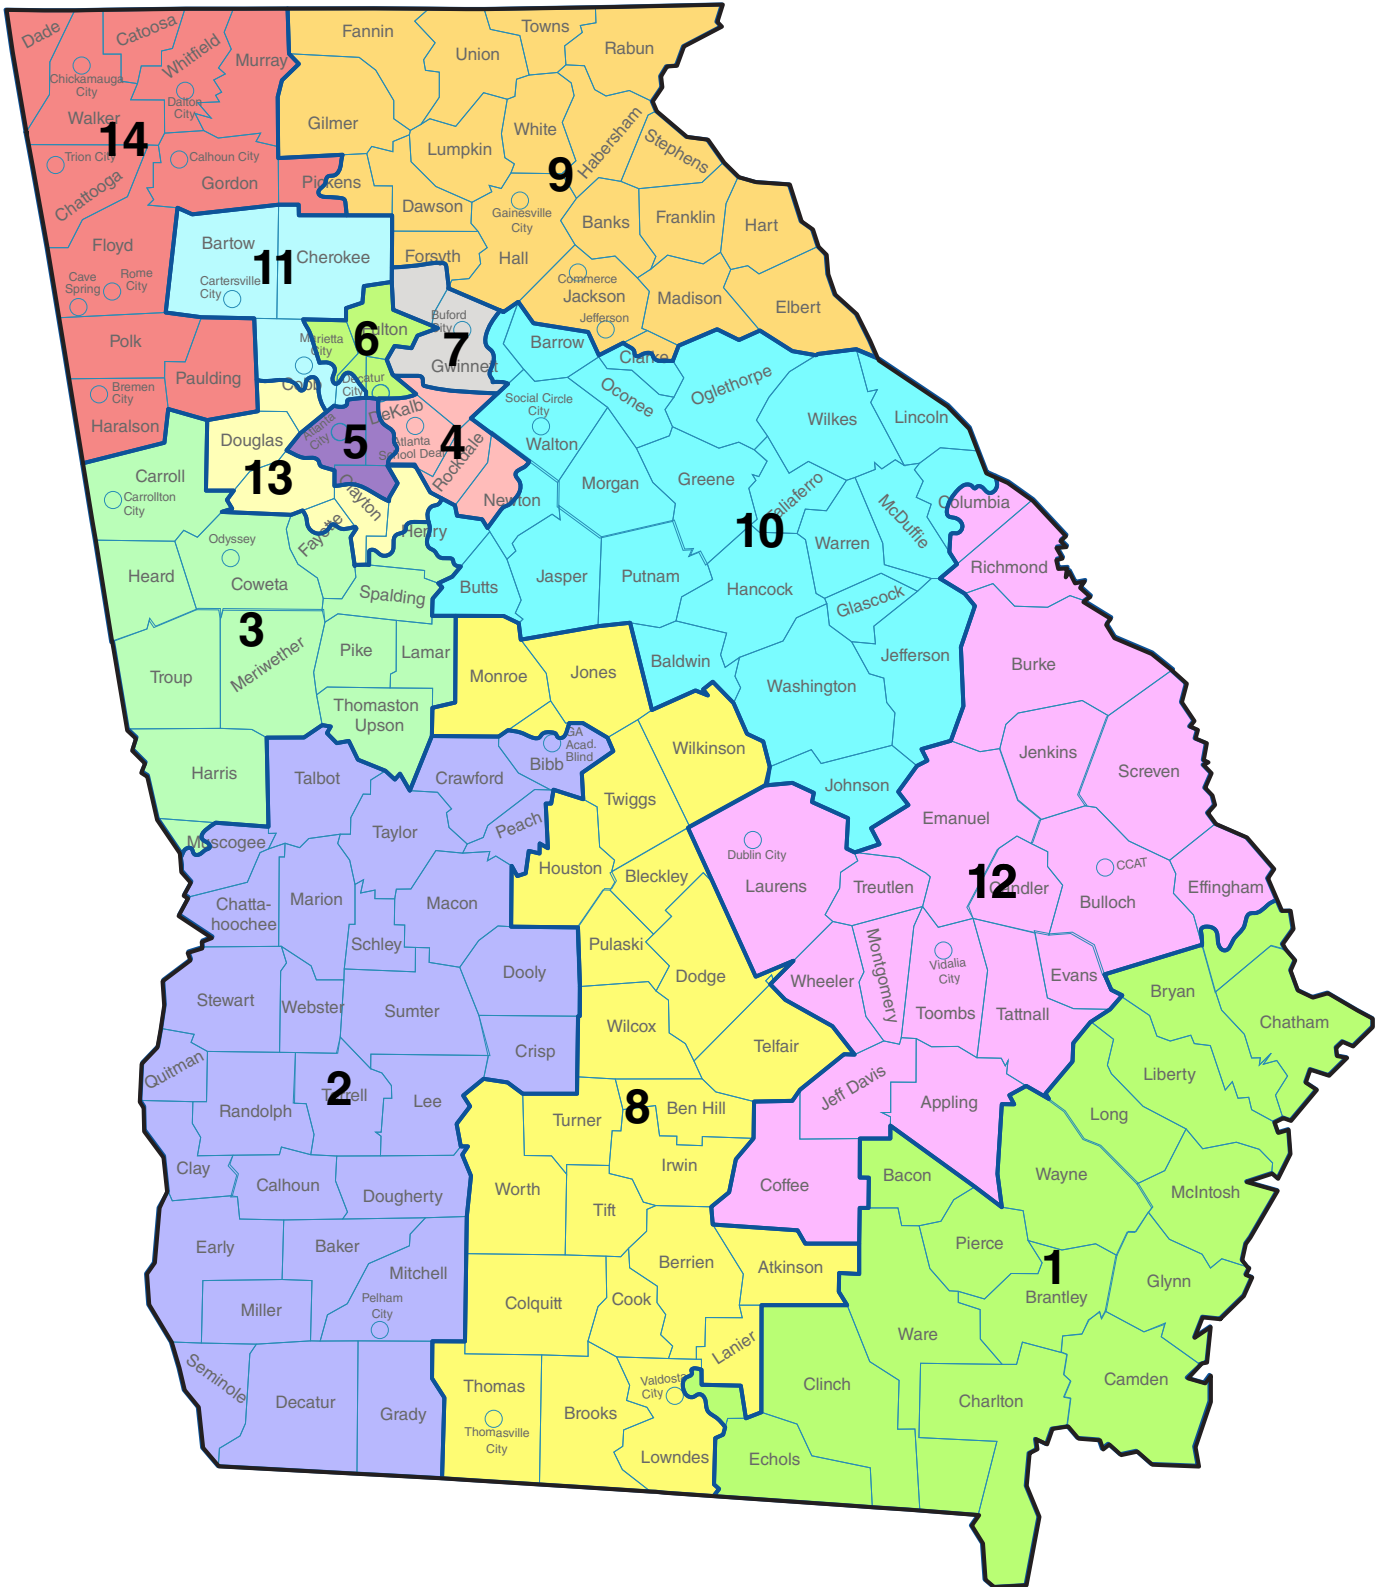 Dade
Catoosa
Whitfield
Murray
Chickamauga
City
Dalton
City
Walker
14
Trion City
Calhoun City
Chattooga
Gordon
Pickens
Floyd
Cave
Spring
Rome
City
Polk
Paulding
Bremen
City
Haralson
Fannin
Union
Towns
Rabun
Gilmer
Lumpkin
White
Habersham
Stephens
9
Dawson
Gainesville
City
Banks
Franklin
Hart
Forsyth
Hall
Commerce
Jackson
Madison
Elbert
Jefferson
Clarke
Bartow
11
Cherokee
Cartersville
City
Marietta
City
Cobb
6
Fulton
Decatur
City
Buford
City
7
Gwinnett
Atlanta
City
5
DeKalb
Atlanta
School Deaf
4
Rockdale
Newton
Douglas
13
Clayton
Fayette
Henry
Barrow
Oconee
Oglethorpe
Wilkes
Lincoln
Social Circle
City
Walton
Morgan
Greene
Taliaferro
McDuffie
Columbia
10
Warren
Richmond
Butts
Jasper
Putnam
Hancock
Glascock
Baldwin
Washington
Jefferson
Johnson
Carroll
Carrollton
City
Odyssey
Heard
Coweta
Spalding
3
Troup
Meriwether
Pike
Lamar
Thomaston
Upson
Harris
Muscogee
Monroe
Jones
Wilkinson
GA
Acad.
Blind
Bibb
Twiggs
Talbot
Crawford
Taylor
Peach
Houston
Bleckley
Marion
Macon
Chatta-
hoochee
Schley
Pulaski
Dodge
Dooly
Stewart
Webster
Sumter
Wilcox
Telfair
Crisp
Quitman
2
Terrell
Randolph
Lee
8
Turner
Ben Hill
Clay
Calhoun
Dougherty
Worth
Irwin
Tift
Early
Baker
Mitchell
Berrien
Atkinson
Miller
Pelham
City
Colquitt
Cook
Lanier
Seminole
Decatur
Grady
Thomas
Thomasville
City
Brooks
Valdosta
City
Lowndes
Burke
Jenkins
Screven
Emanuel
Dublin City
Laurens
Treutlen
12
Candler
CCAT
Bulloch
Effingham
Wheeler
Montgomery
Vidalia
City
Toombs
Tattnall
Evans
Jeff Davis
Appling
Coffee
Bryan
Chatham
Liberty
Long
Bacon
Wayne
McIntosh
Pierce
1
Brantley
Glynn
Ware
Clinch
Charlton
Camden
Echols